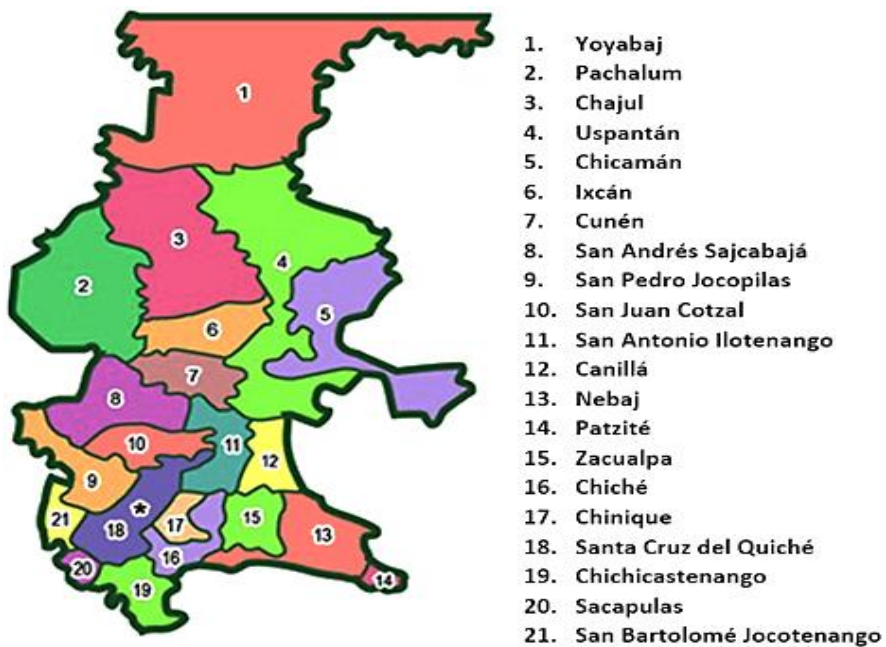 1
3
4
2
5
6
7
8
10
11
12
9
15
13
21
*
17
18
16
20
14
19
1. Yoyabaj
2. Pachalum
3. Chajul
4. Uspantán
5. Chicamán
6. Ixcán
7. Cunén
8. San Andrés Sajcabajá
9. San Pedro Jocopilas
10. San Juan Cotzal
11. San Antonio Ilotenango
12. Canillá
13. Nebaj
14. Patzité
15. Zacualpa
16. Chiché
17. Chinique
18. Santa Cruz del Quiché
19. Chichicastenango
20. Sacapulas
21. San Bartolomé Jocotenango